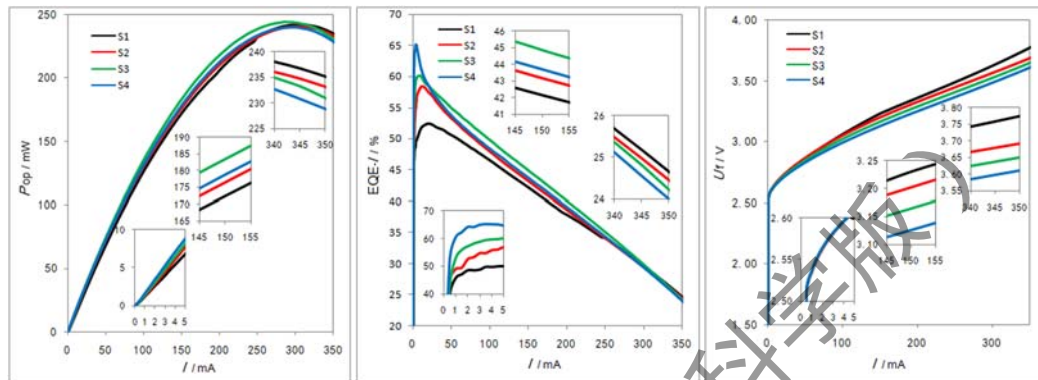 250
200
150
100
50
0
Pop / mW
0 50 100 150 200 250 300 350
I / mA
S1
S2
S3
S4
240
235
230
225
340 345 350
190
185
180
175
170
165
145 150 155
10
5
0
0 1 2 3 4 5
70
65
60
55
50
45
40
35
30
25
20
EQE-I / %
0 50 100 150 200 250 300 350
I / mA
S1
S2
S3
S4
46
45
44
43
42
41
145 150 155
26
25
24
340 345 350
70
60
50
40
0 1 2 3 4 5
4.00
3.50
3.00
2.50
2.00
1.50
Uf / V
0 100 200 300
I / mA
S1
S2
S3
S4
3.80
3.75
3.70
3.65
3.60
3.55
340 345 350
3.25
3.20
3.15
3.10
145 150 155
2.60
2.55
2.50
0 1 2 3 4 5
科学版）